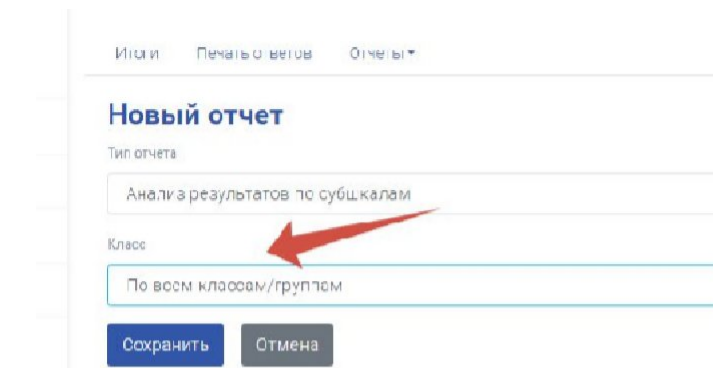 Итоги Печать ответов Отчеты
Новый отчет
Тип отчета
Анализ результатов по субшкалам
Класс
По всем классам/группам
Сохранить Отмена